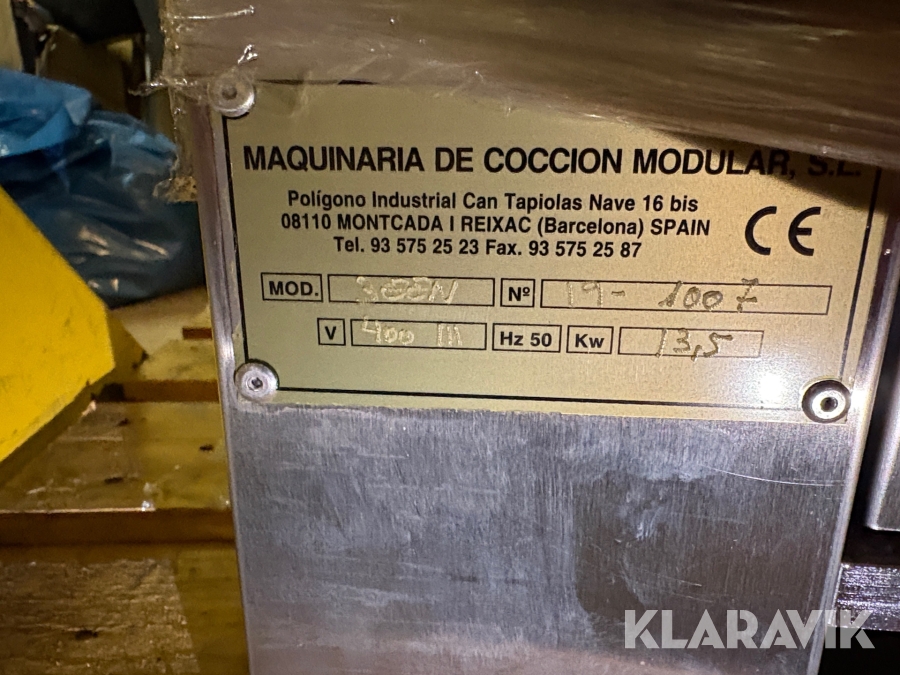 MAQUINARIA DE COCCION MODULAR, S.L.
Polígono Industrial Can Tapiolas Nave 16 bis
08110 MONTCADA I REIXAC (Barcelona) SPAIN
Tel. 93 575 25 23 Fax. 93 575 25 87
CE
MOD. Nº 19-1007
V 400 III Hz 50 Kw 13,5
KLARAVIK